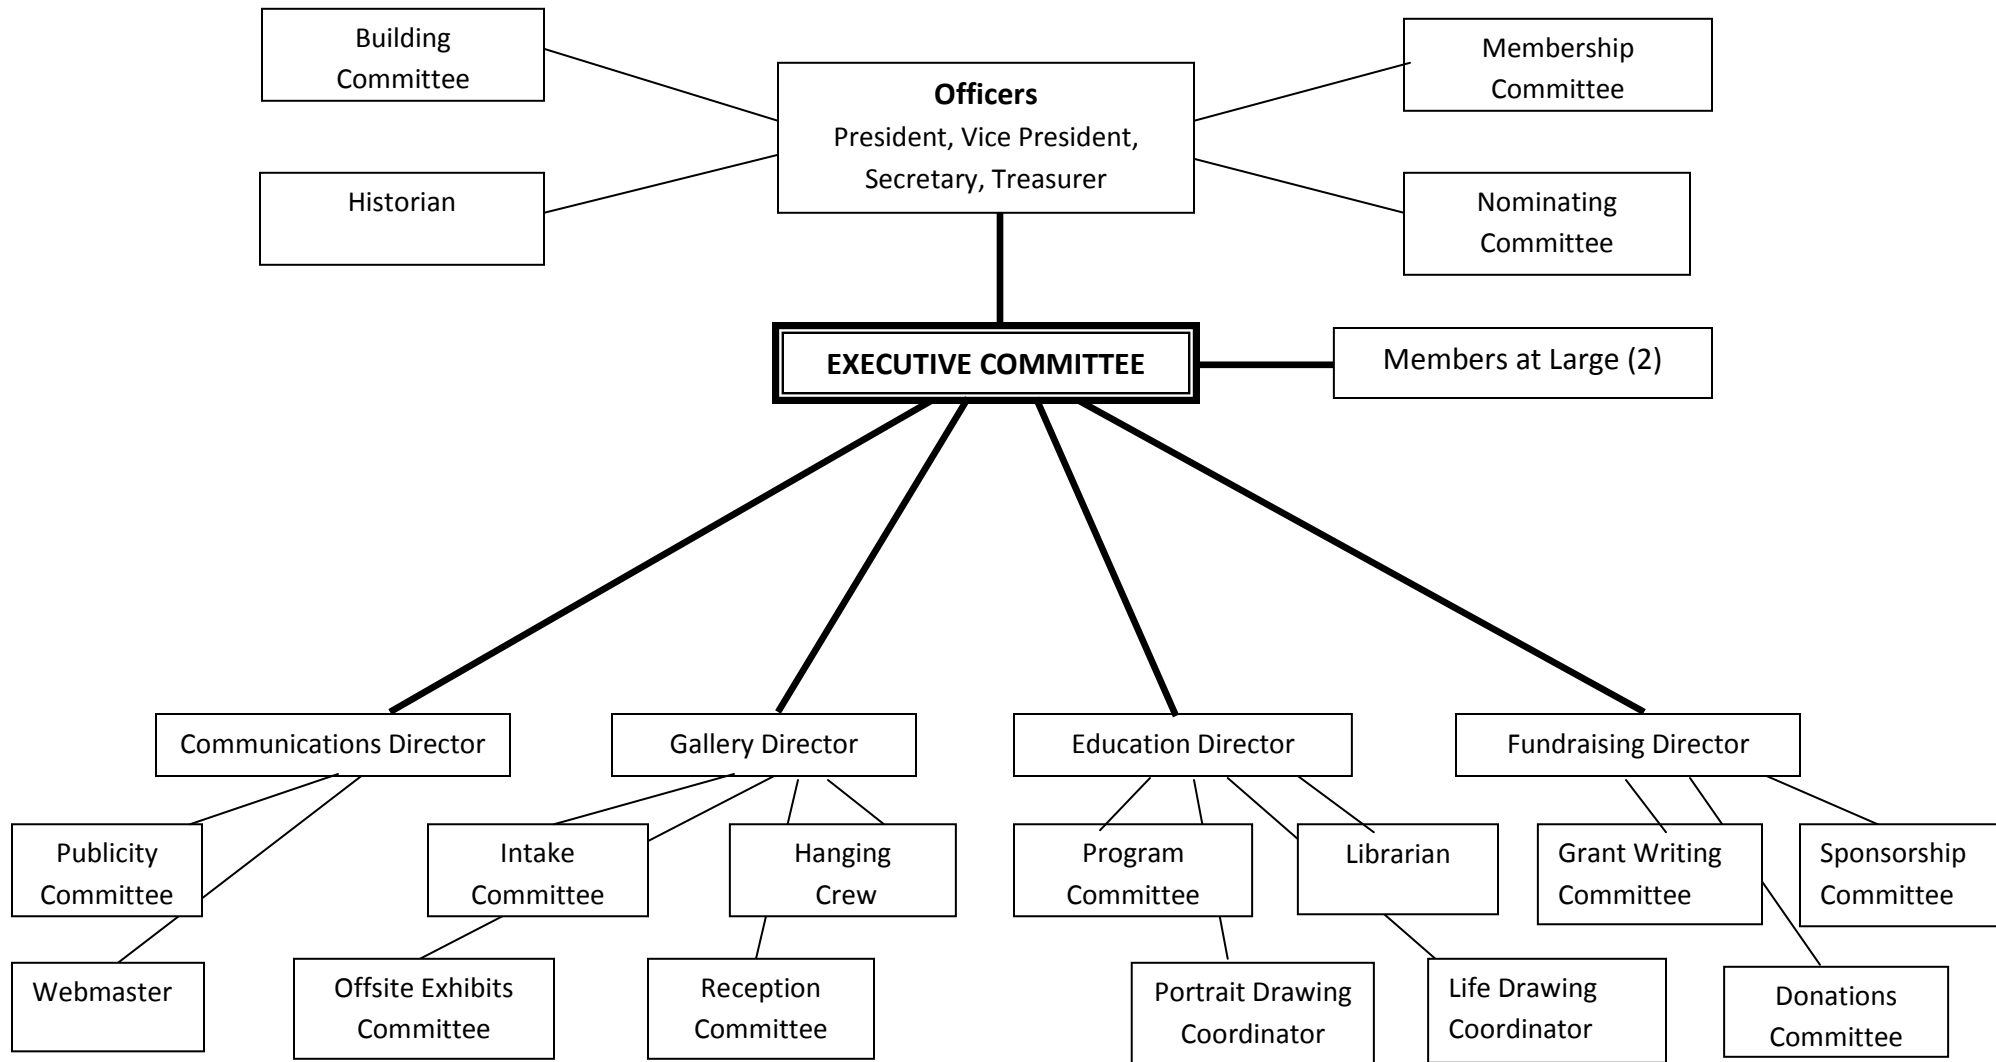 Building
Committee
Membership
Committee
Officers
President, Vice President,
Secretary, Treasurer
Historian
Nominating
Committee
EXECUTIVE COMMITTEE
Members at Large (2)
Communications Director
Gallery Director
Education Director
Fundraising Director
Publicity
Committee
Intake
Committee
Hanging
Crew
Program
Committee
Librarian
Grant Writing
Committee
Sponsorship
Committee
Webmaster
Offsite Exhibits
Committee
Reception
Committee
Portrait Drawing
Coordinator
Life Drawing
Coordinator
Donations
Committee